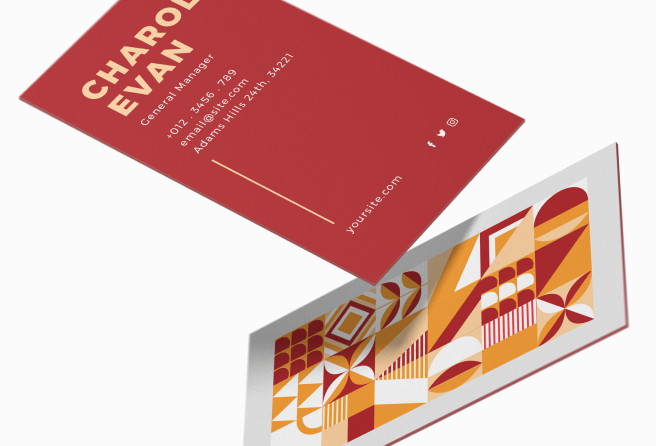 EVAN
General Manager
+012 . 3456 . 789
email@site.com
Adams Hills 24th, 34221
yoursite.com